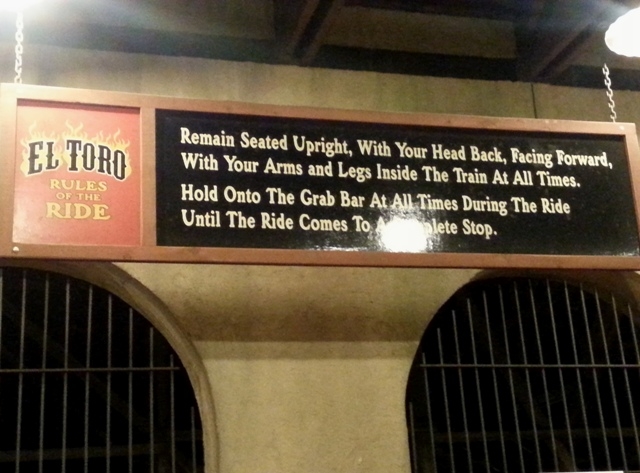 EL TORO
RULES
OF THE
RIDE
Remain Seated Upright, With Your Head Back, Facing Forward,
With Your Arms and Legs Inside The Train At All Times.
Hold Onto The Grab Bar At All Times During The Ride
Until The Ride Comes To A Complete Stop.